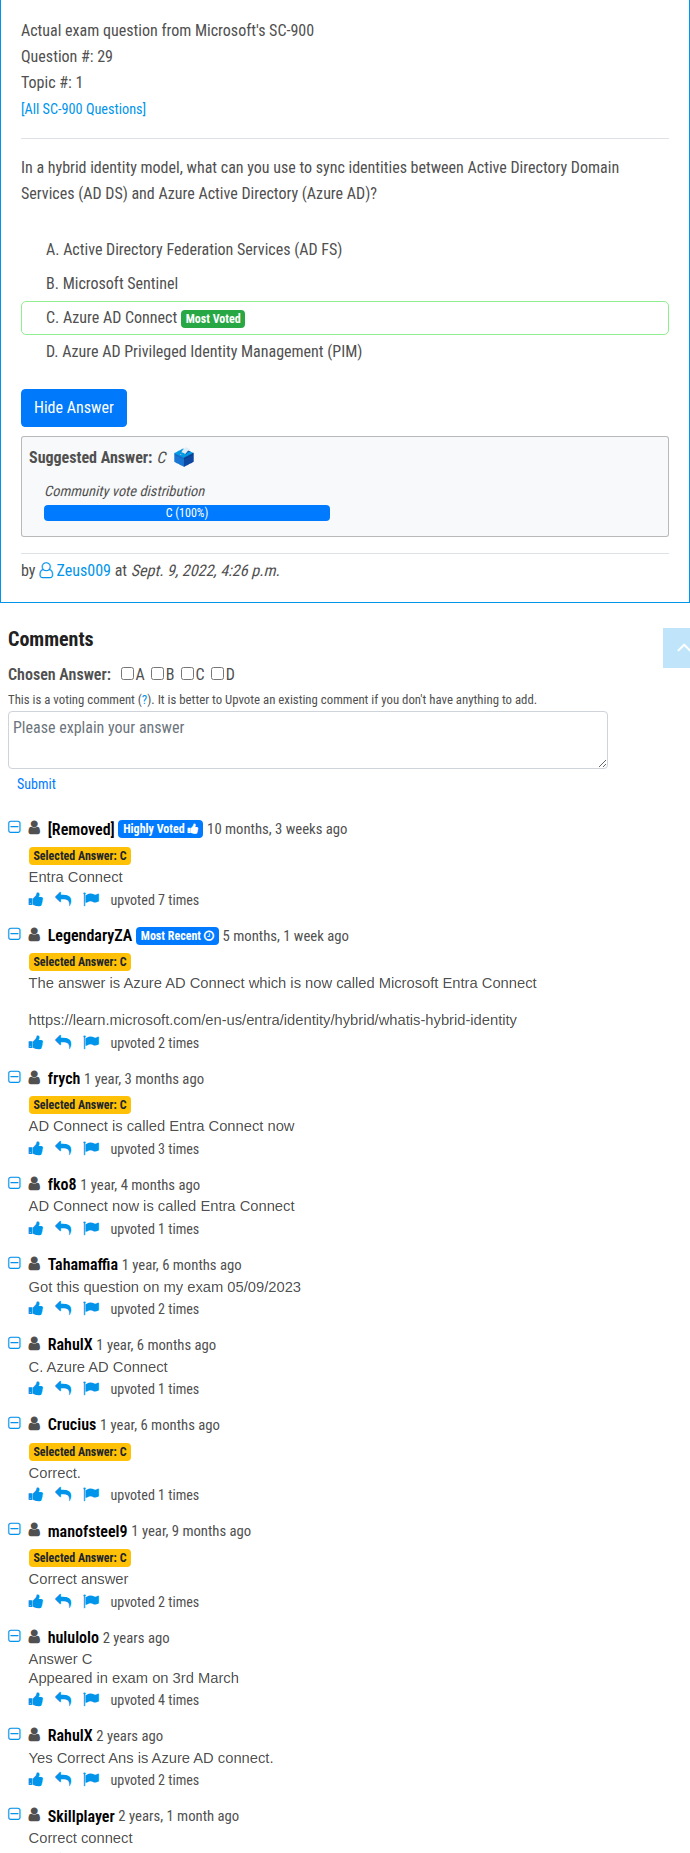 Actual exam question from Microsoft's SC-900
Question #: 29
Topic #: 1
[All SC-900 Questions]
In a hybrid identity model, what can you use to sync identities between Active Directory Domain
Services (AD DS) and Azure Active Directory (Azure AD)?
A. Active Directory Federation Services (AD FS)
B. Microsoft Sentinel
C. Azure AD Connect Most Voted
D. Azure AD Privileged Identity Management (PIM)
Hide Answer
Suggested Answer: C
Community vote distribution
C (100%)
by Zeus009 at Sept. 9, 2022, 4:26 p.m.
Comments
Chosen Answer: A B C D
This is a voting comment (?). It is better to Upvote an existing comment if you don't have anything to add.
Please explain your answer
Submit
[Removed] Highly Voted 10 months, 3 weeks ago
Selected Answer: C
Entra Connect
upvoted 7 times
LegendaryZA Most Recent 5 months, 1 week ago
Selected Answer: C
The answer is Azure AD Connect which is now called Microsoft Entra Connect
https://learn.microsoft.com/en-us/entra/identity/hybrid/whatis-hybrid-identity
upvoted 2 times
frych 1 year, 3 months ago
Selected Answer: C
AD Connect is called Entra Connect now
upvoted 3 times
fko8 1 year, 4 months ago
AD Connect now is called Entra Connect
upvoted 1 times
Tahamaffia 1 year, 6 months ago
Got this question on my exam 05/09/2023
upvoted 2 times
RahulX 1 year, 6 months ago
C. Azure AD Connect
upvoted 1 times
Crucius 1 year, 6 months ago
Selected Answer: C
Correct.
upvoted 1 times
manofsteel9 1 year, 9 months ago
Selected Answer: C
Correct answer
upvoted 2 times
hululolo 2 years ago
Answer C
Appeared in exam on 3rd March
upvoted 4 times
RahulX 2 years ago
Yes Correct Ans is Azure AD connect.
upvoted 2 times
Skillplayer 2 years, 1 month ago
Correct connect